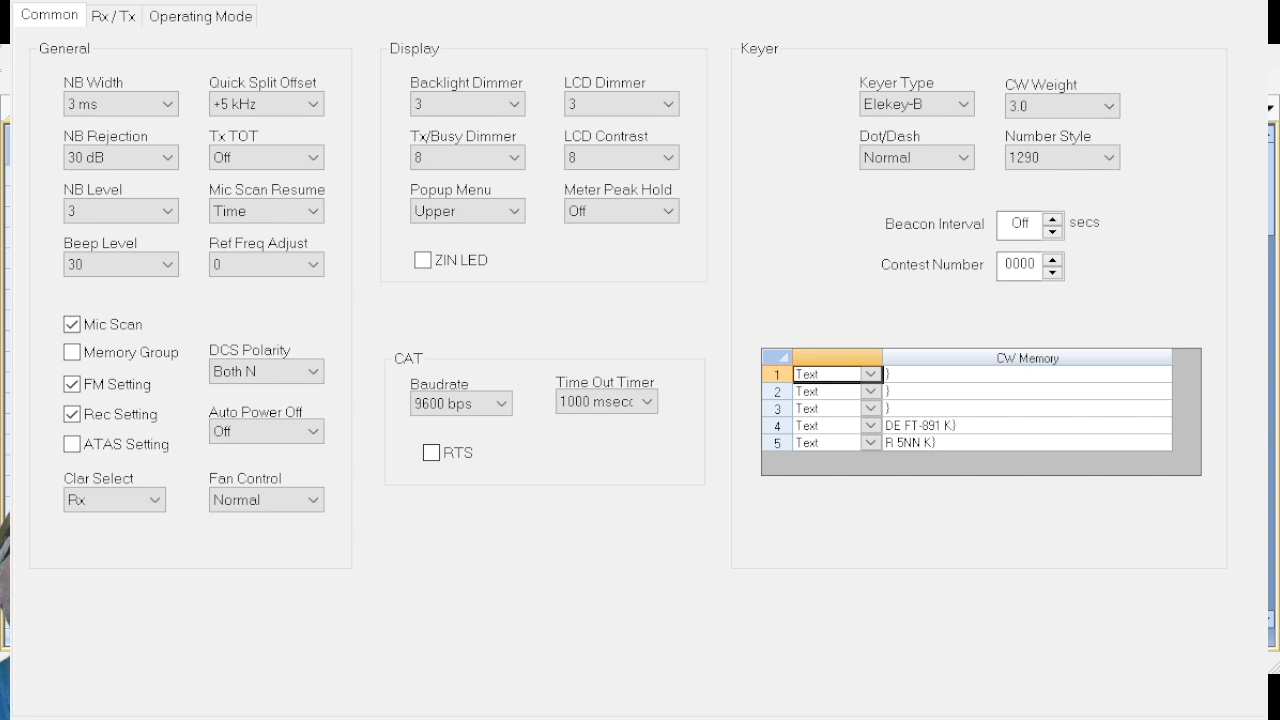 Common Rx / Tx Operating Mode
General
NB Width Quick Split Offset
3 ms +5 kHz
NB Rejection Tx TOT
30 dB Off
NB Level Mic Scan Resume
3 Time
Beep Level Ref Freq Adjust
30 0
Mic Scan
Memory Group DCS Polarity
Both N
FM Setting
Rec Setting Auto Power Off
Off
ATAS Setting
Clar Select Fan Control
Rx Normal
Display
Backlight Dimmer LCD Dimmer
3 3
Tx/Busy Dimmer LCD Contrast
8 8
Popup Menu Meter Peak Hold
Upper Off
ZIN LED
CAT
Baudrate Time Out Timer
9600 bps 1000 msec
RTS
Keyer
Keyer Type CW Weight
Elekey-B 3.0
Dot/Dash Number Style
Normal 1290
Beacon Interval Off secs
Contest Number 0000
CW Memory
1 Text }
2 Text }
3 Text }
4 Text DE FT-891 K}
5 Text R 5NN K}